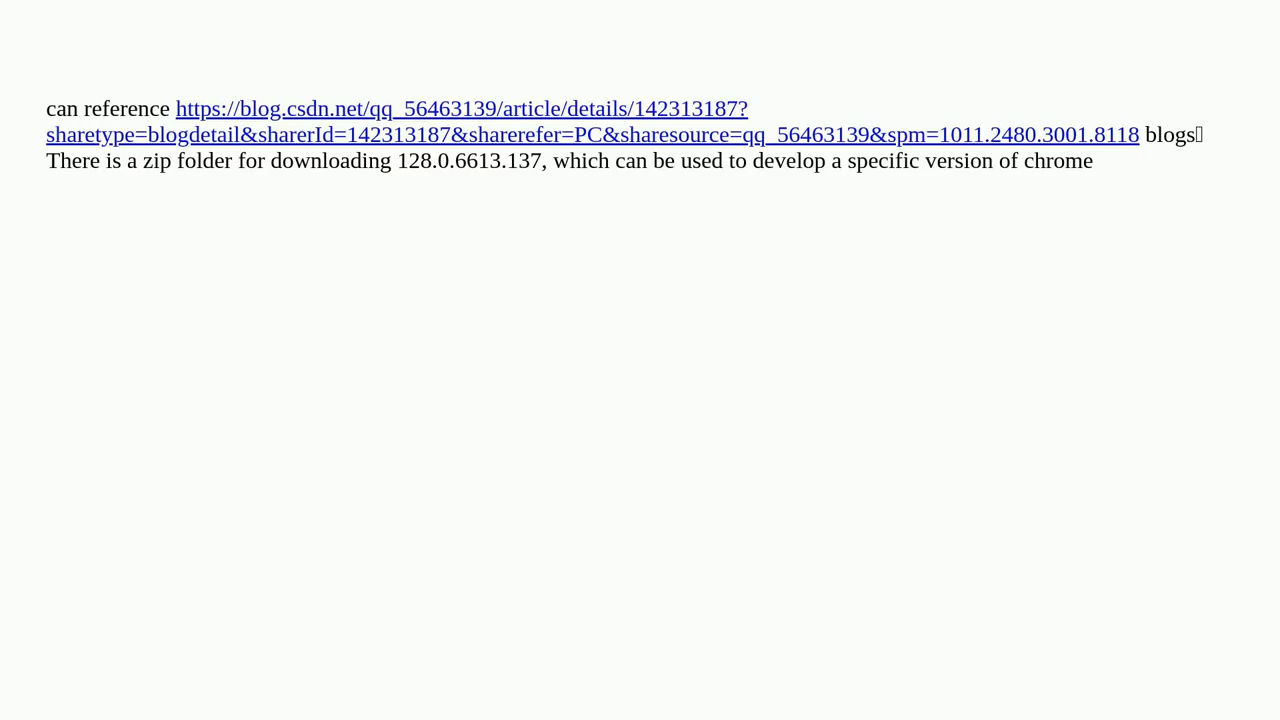 can reference https://blog.csdn.net/qq_56463139/article/details/142313187?
sharetype=blogdetail&sharerId=142313187&sharerefer=PC&sharesource=qq_56463139&spm=1011.2480.3001.8118 blogs
There is a zip folder for downloading 128.0.6613.137, which can be used to develop a specific version of chrome